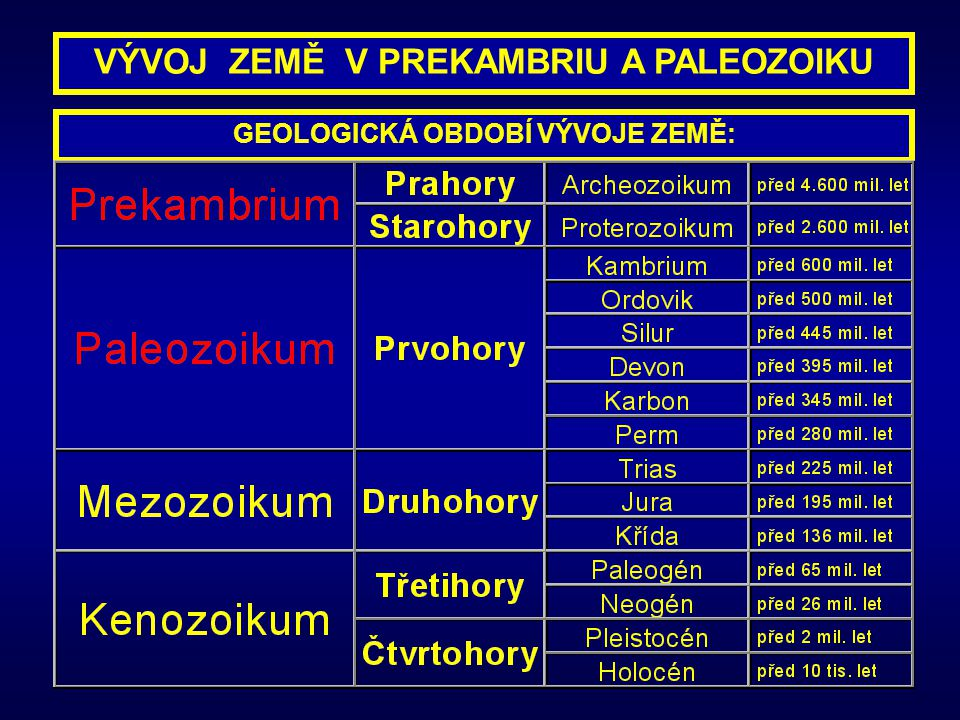 VÝVOJ ZEMĚ V PREKAMBRIU A PALEOZOIKU
GEOLOGICKÁ OBDOBÍ VÝVOJE ZEMĚ:
Prekambrium Prahory Archeozoikum před 4.600 mil. let
Starohory Proterozoikum před 2.600 mil. let
Paleozoikum Prvohory Kambrium před 600 mil. let
Ordovik před 500 mil. let
Silur před 445 mil. let
Devon před 395 mil. let
Karbon před 345 mil. let
Perm před 280 mil. let
Mezozoikum Druhohory Trias před 225 mil. let
Jura před 195 mil. let
Křída před 136 mil. let
Kenozoikum Třetihory Paleogén před 65 mil. let
Neogén před 26 mil. let
Čtvrtohory Pleistocén před 2 mil. let
Holocén před 10 tis. let